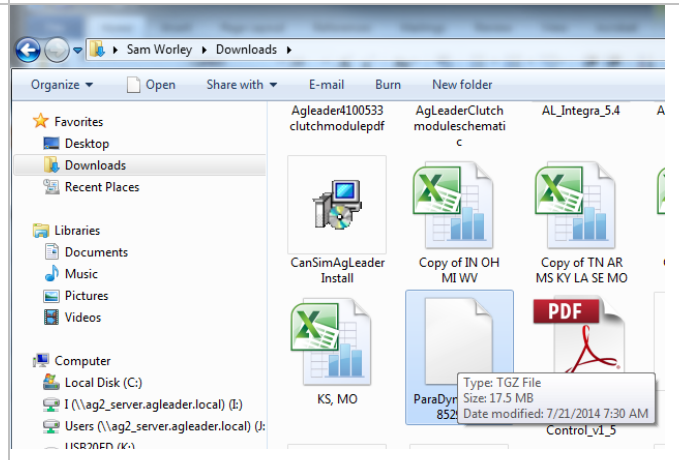 Sam Worley ▸ Downloads ▸
Organize Open Share with E-mail Burn New folder
Favorites
Desktop
Downloads
Recent Places
Libraries
Documents
Music
Pictures
Videos
Computer
Local Disk (C:)
I (\\ag2_server.agleader.local) (I:)
Users (\\ag2_server.agleader.local) (J:
USB20FD (K:)
Agleader4100533
clutchmodulepdf
AgLeaderClutch
moduleschemati
c
AL_Integra_5.4
A
CanSimAgLeader
Install
Copy of IN OH
MI WV
Copy of TN AR
MS KY LA SE MO
KS, MO
ParaDyn
8529
PDF
Control_v1_5
Type: TGZ File
Size: 17.5 MB
Date modified: 7/21/2014 7:30 AM